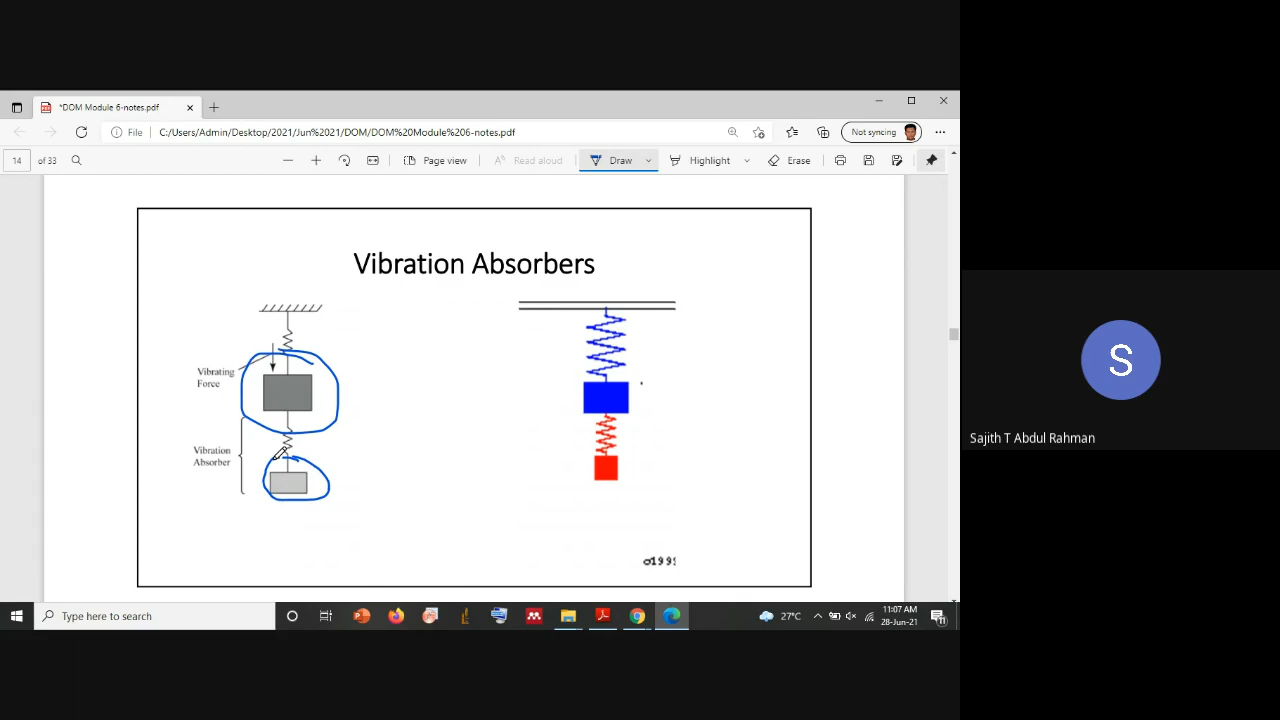 *DOM Module 6-notes.pdf
File
C:/Users/Admin/Desktop/2021/Jun%2021/DOM/DOM%20Module%206-notes.pdf
Not syncing
14 of 33
Page view
Read aloud
Draw
Highlight
Erase
Vibration Absorbers
Vibrating
Force
Vibration
Absorber
S
Sajith T Abdul Rahman
Type here to search
27°C
11:07 AM
28-Jun-21
11